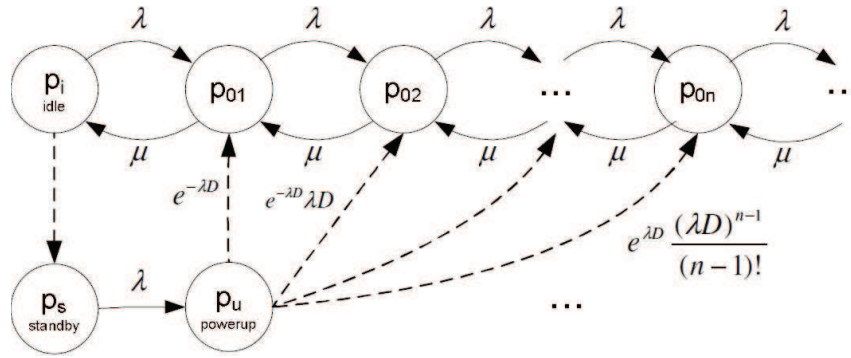 λ λ λ λ λ
p_i idle p_01 p_02 ... p_0n ..
μ μ μ μ μ
e^{-λD} e^{-λD}λD e^{λD} (λD)^{n-1} / (n-1)!
p_s standby λ p_u powerup ...